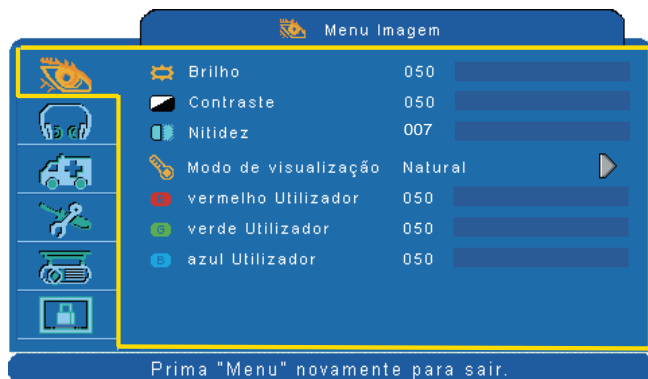 Menu Imagem
Brilho 050
Contraste 050
Nitidez 007
Modo de visualização Natural
R vermelho Utilizador 050
G verde Utilizador 050
B azul Utilizador 050
Prima "Menu" novamente para sair.